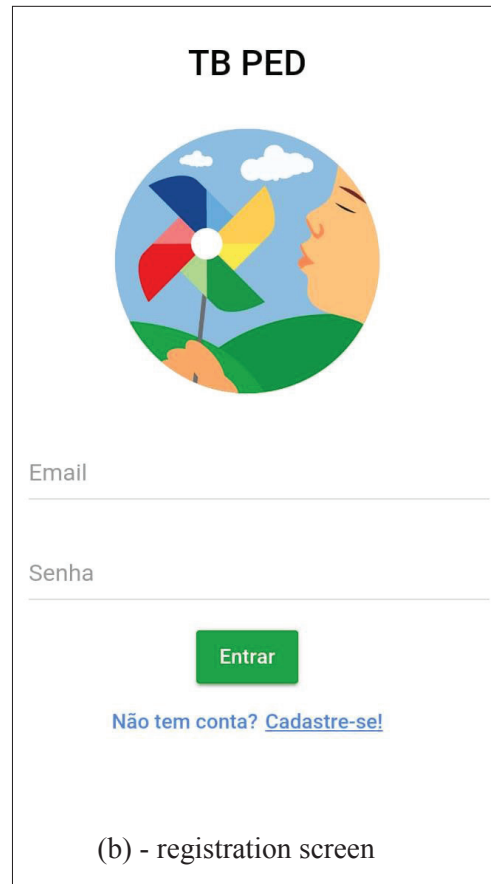 TB PED
Email
Senha
Entrar
Não tem conta? Cadastre-se!
(b) - registration screen